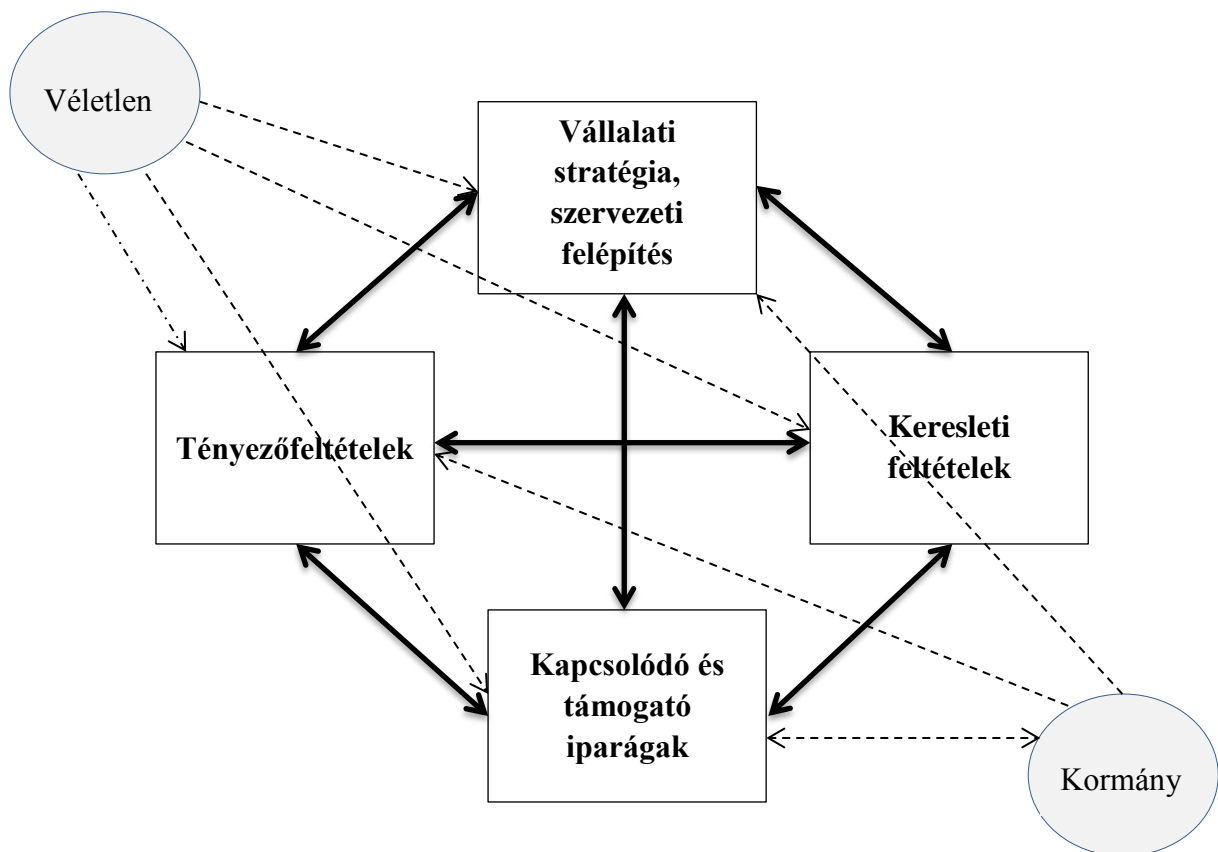 Véletlen
Vállalati
stratégia,
szervezeti
felépítés
Tényezőfeltételek
Keresleti
feltételek
Kapcsolódó és
támogató
iparágak
Kormány